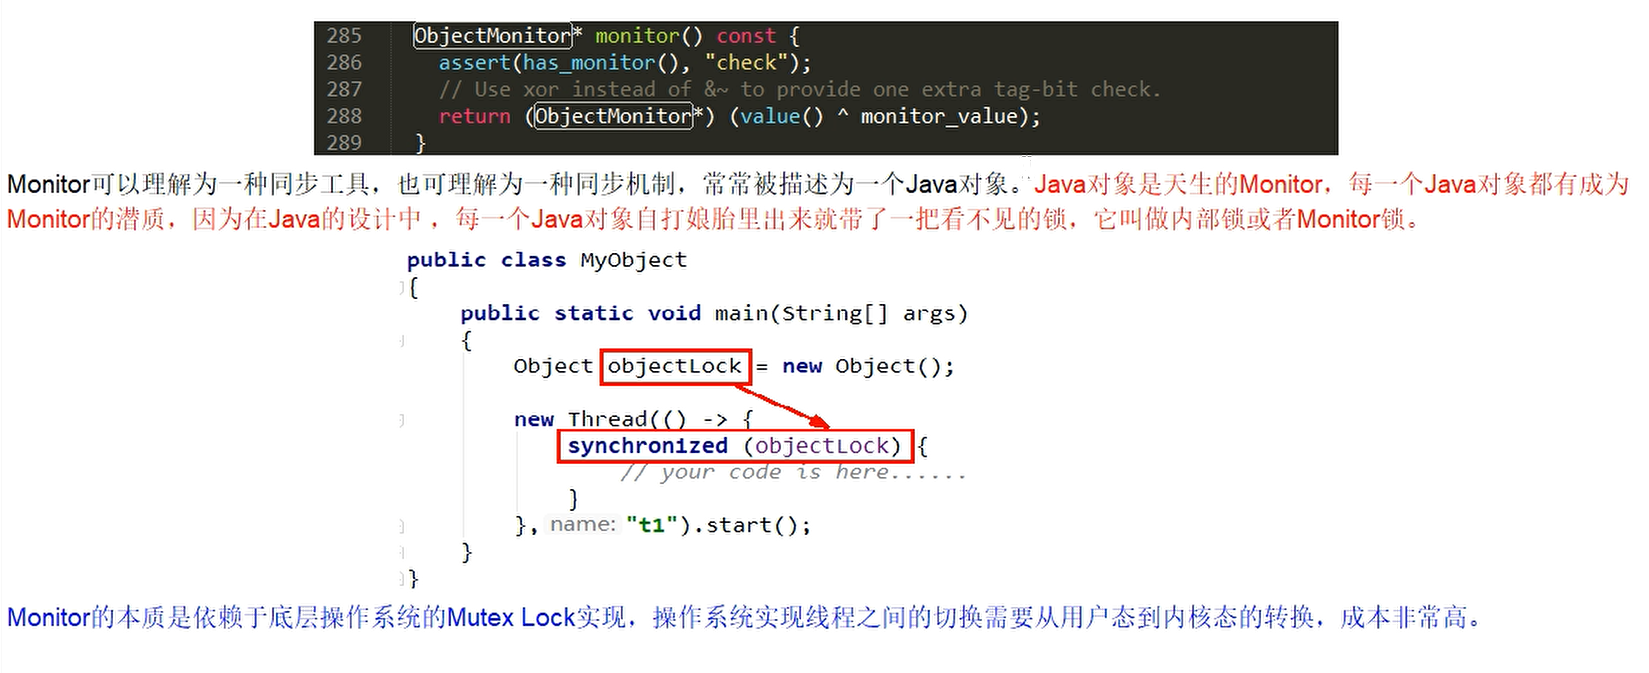 285 ObjectMonitor* monitor() const {
286 assert(has_monitor(), "check");
287 // Use xor instead of &~ to provide one extra tag-bit check.
288 return (ObjectMonitor*) (value() ^ monitor_value);
289 }
Monitor可以理解为一种同步工具，也可理解为一种同步机制，常常被描述为一个Java对象。Java对象是天生的Monitor，每一个Java对象都有成为
Monitor的潜质，因为在Java的设计中 ，每一个Java对象自打娘胎里出来就带了一把看不见的锁，它叫做内部锁或者Monitor锁。
public class MyObject
{
public static void main(String[] args)
{
Object objectLock = new Object();
new Thread(() -> {
synchronized (objectLock) {
// your code is here......
}
}, name: "t1").start();
}
}
Monitor的本质是依赖于底层操作系统的Mutex Lock实现，操作系统实现线程之间的切换需要从用户态到内核态的转换，成本非常高。